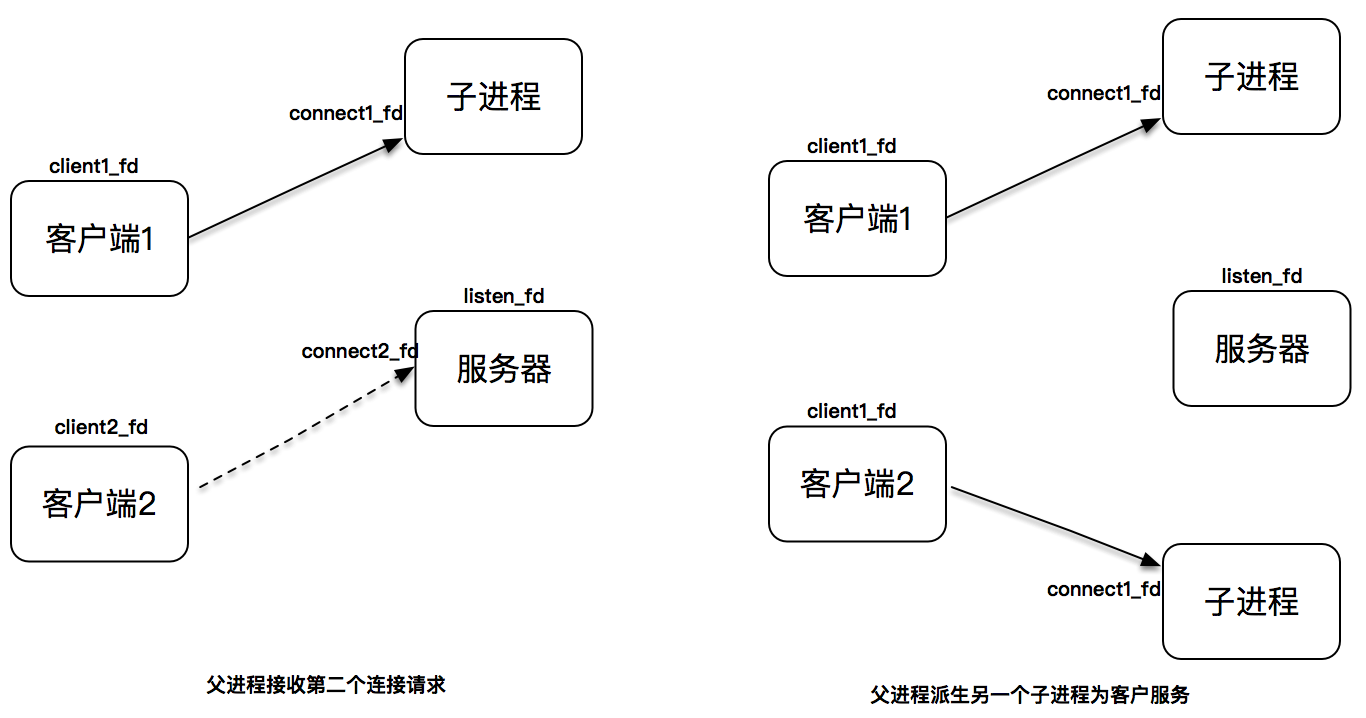 子进程
connect1_fd
client1_fd
客户端1
listen_fd
connect2_fd
服务器
client2_fd
客户端2
父进程接收第二个连接请求
子进程
connect1_fd
client1_fd
客户端1
listen_fd
服务器
client1_fd
客户端2
connect1_fd
子进程
父进程派生另一个子进程为客户服务